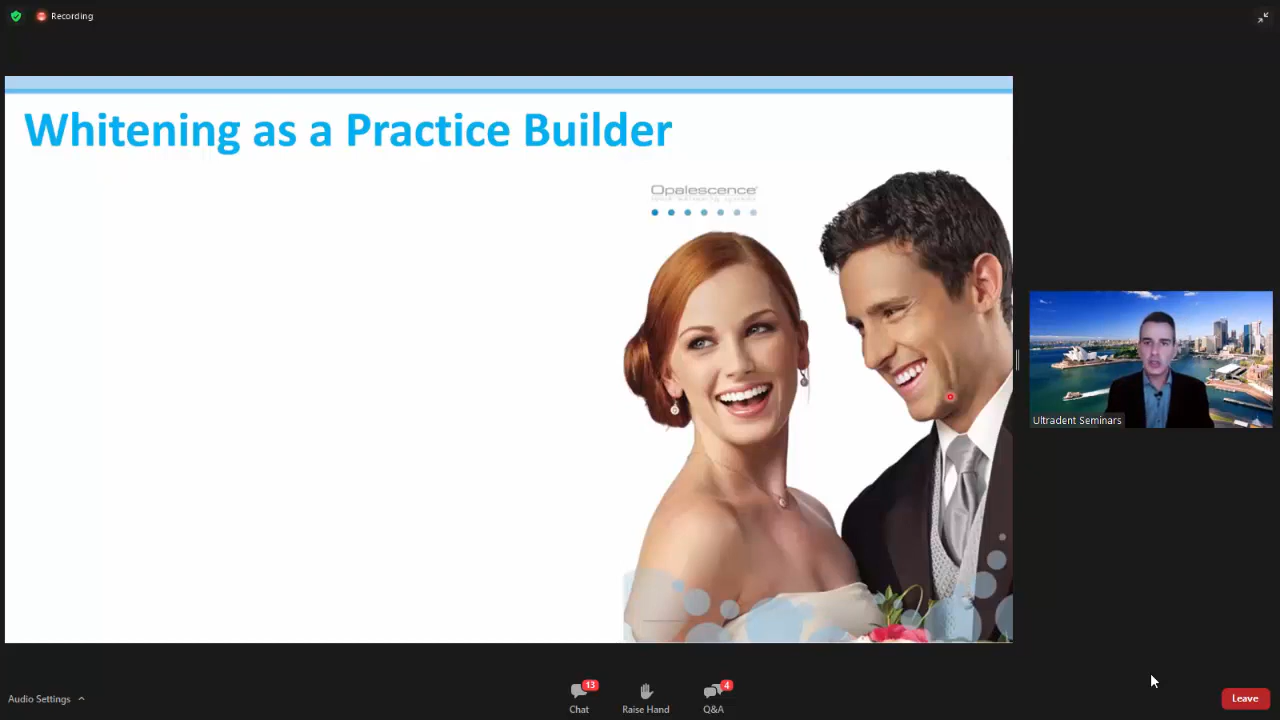 Recording
Whitening as a Practice Builder
Opalescence®
Ultradent Seminars
Audio Settings
13
Chat
Raise Hand
4
Q&A
Leave